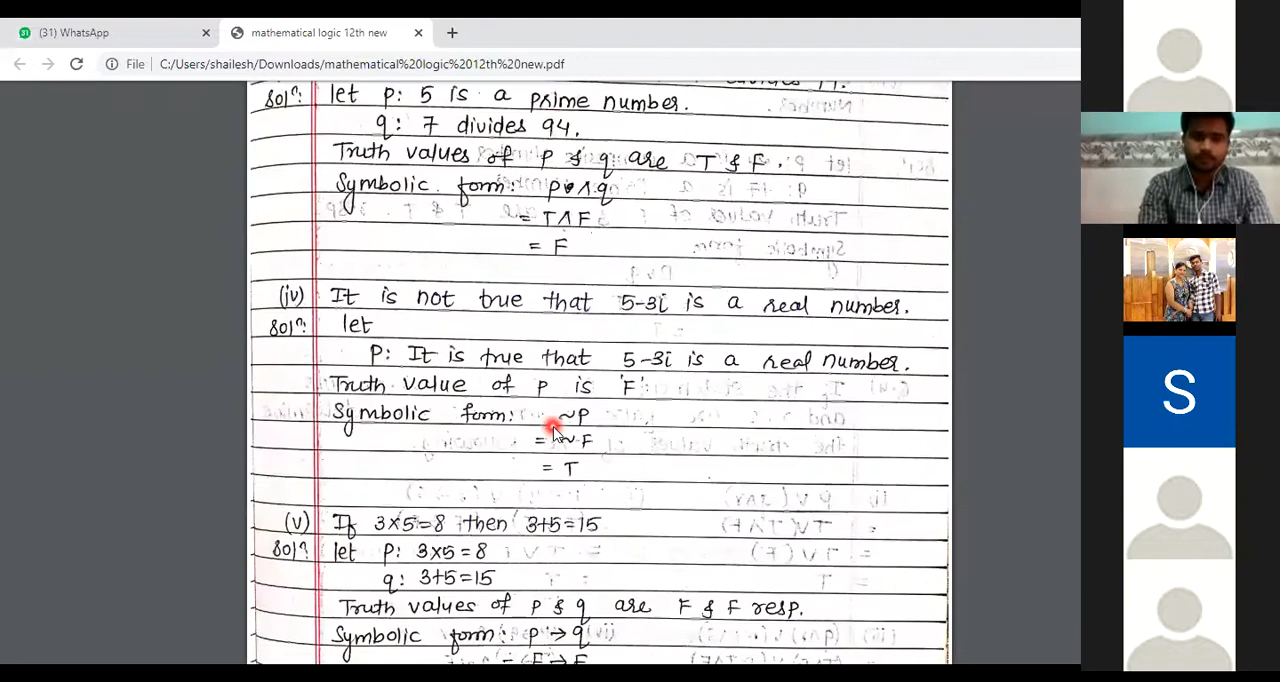 (31) WhatsApp
mathematical logic 12th new
File
C:/Users/shailesh/Downloads/mathematical%20logic%2012th%20new.pdf
Soln: let p: 5 is a prime number.
q: 7 divides 94.
Truth values of p & q are T & F.
Symbolic form: p ∧ q
= T ∧ F
= F
(iv) It is not true that 5-3i is a real number.
Soln: let
P: It is true that 5-3i is a real number.
Truth value of p is 'F'
Symbolic form: ~p
= ~F
= T
(v) If 3×5=8 then 3+5=15
Soln: let p: 3×5=8
q: 3+5=15
Truth values of p & q are F & F resp.
Symbolic form: p → q
= F → F
S